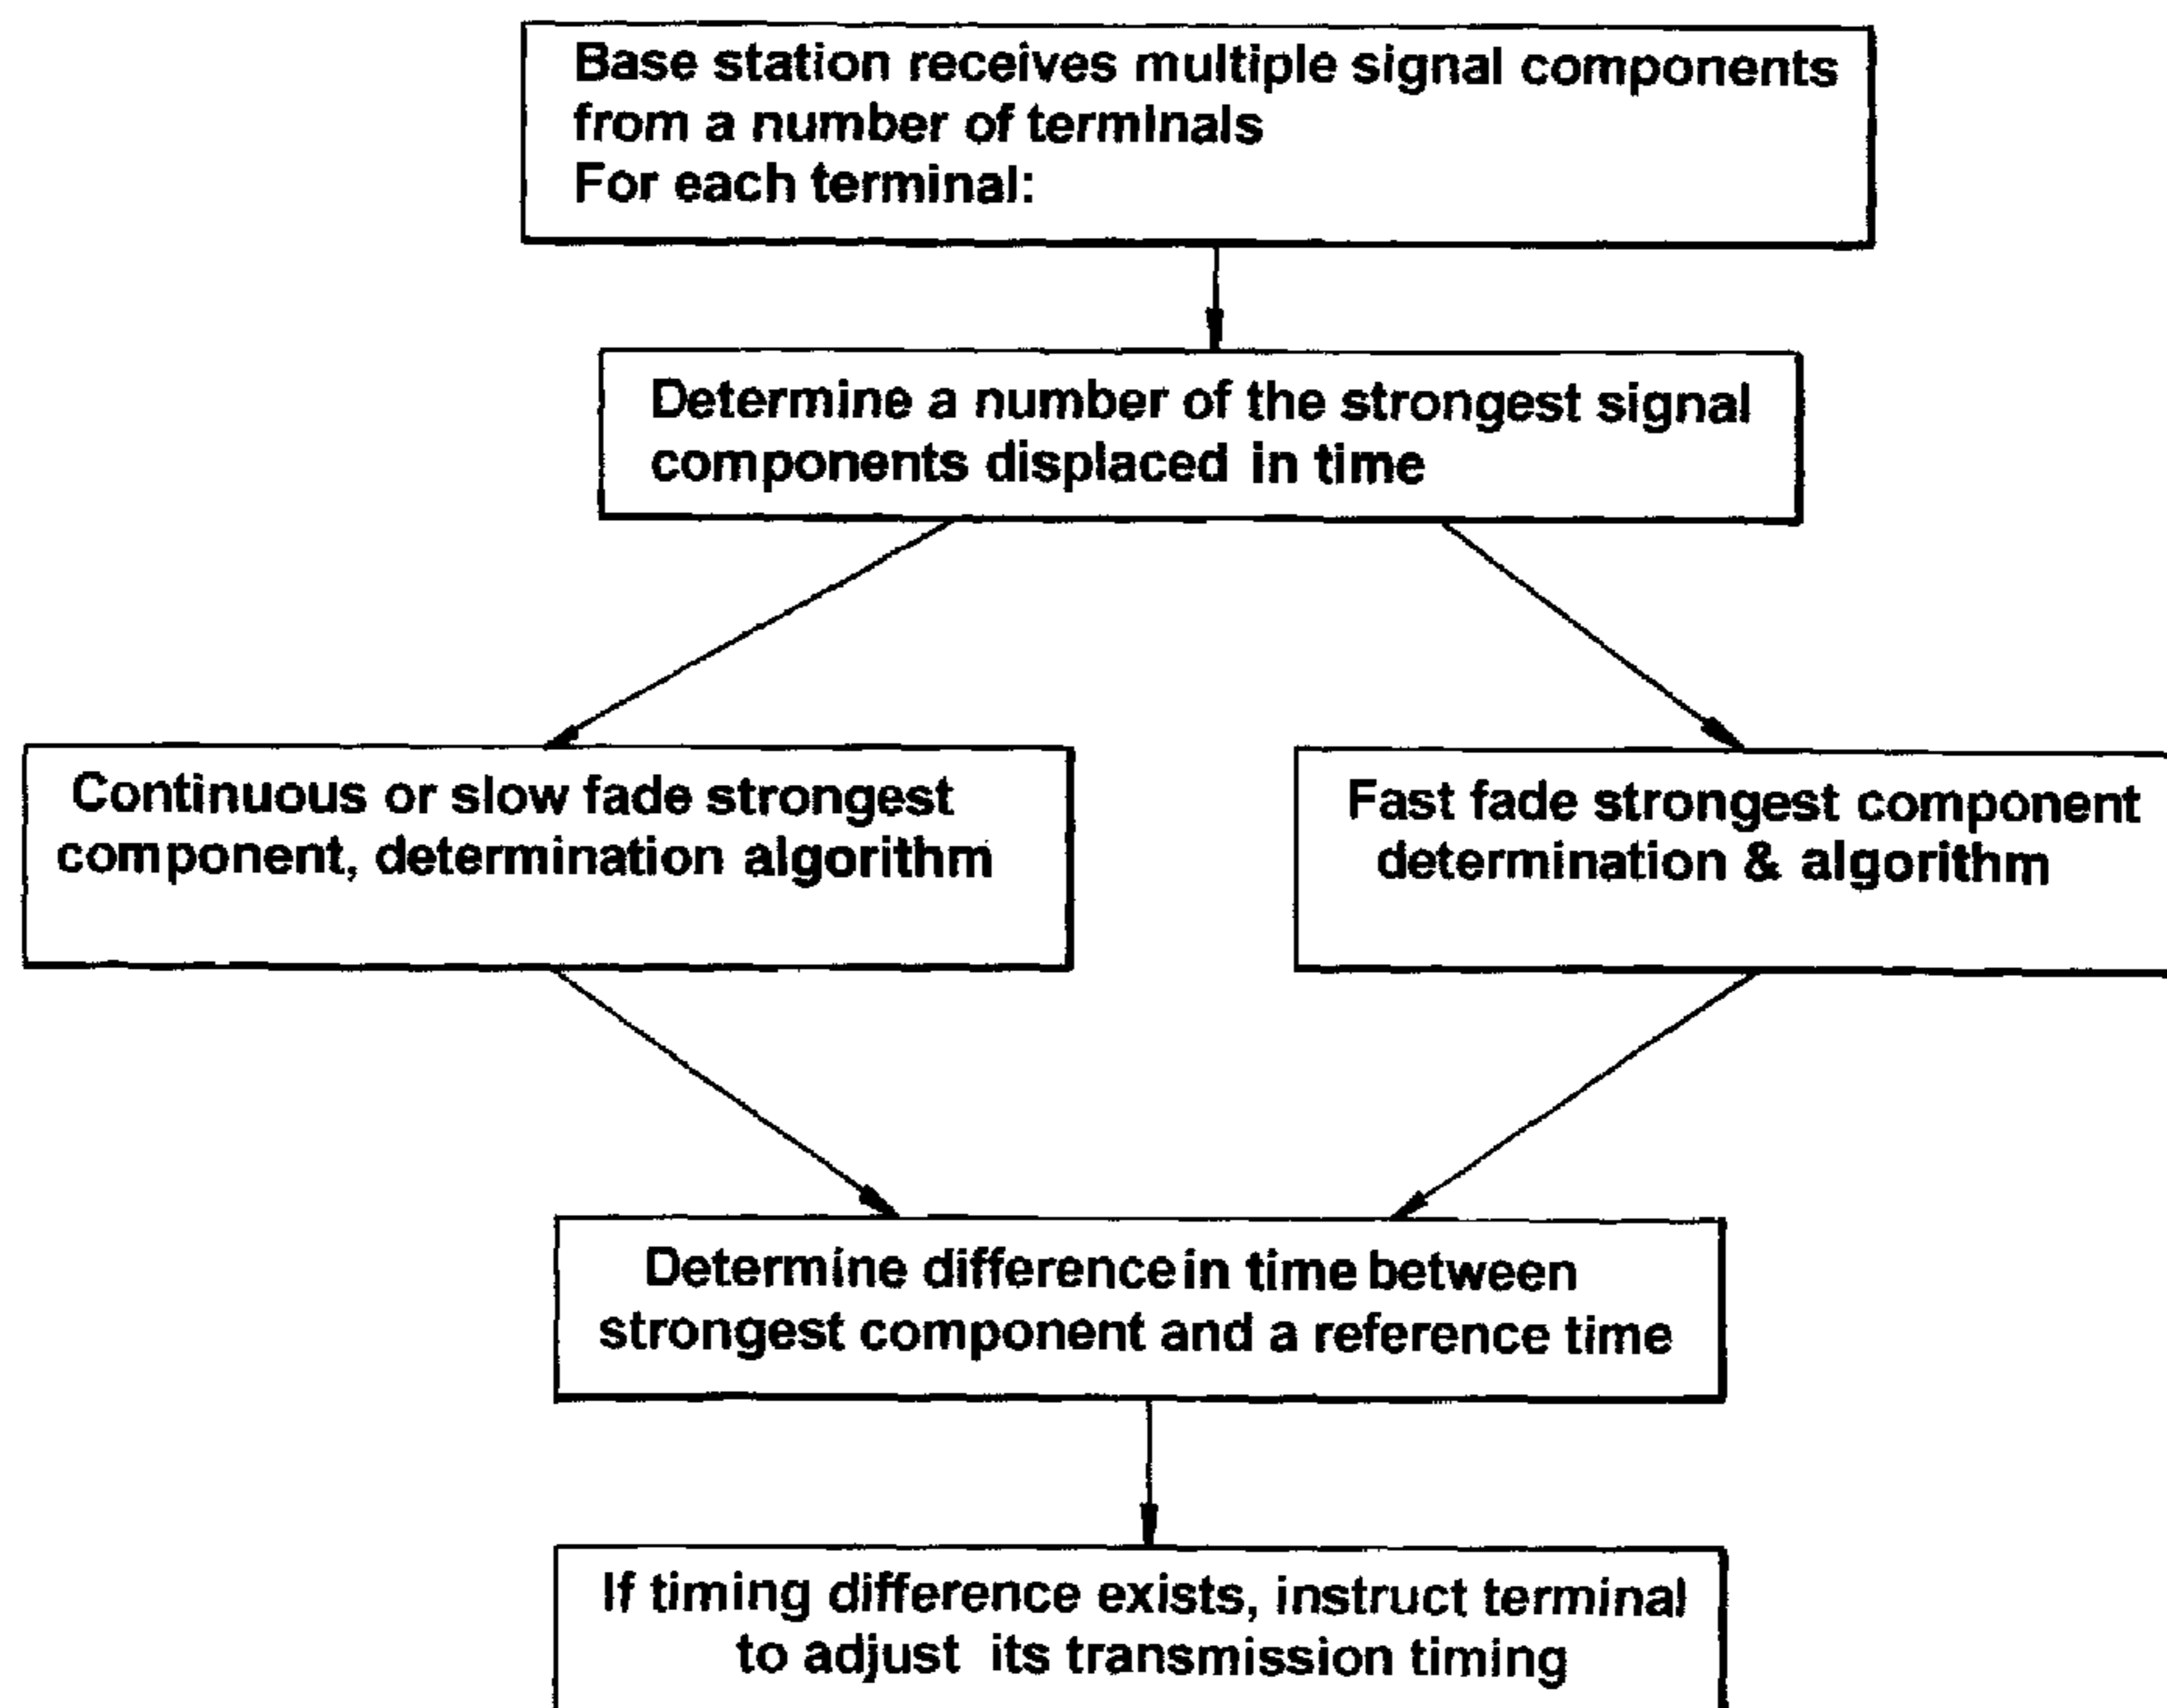 Base station receives multiple signal components
from a number of terminals
For each terminal:
Determine a number of the strongest signal
components displaced in time
Continuous or slow fade strongest
component, determination algorithm
Fast fade strongest component
determination & algorithm
Determine difference in time between
strongest component and a reference time
If timing difference exists, instruct terminal
to adjust its transmission timing